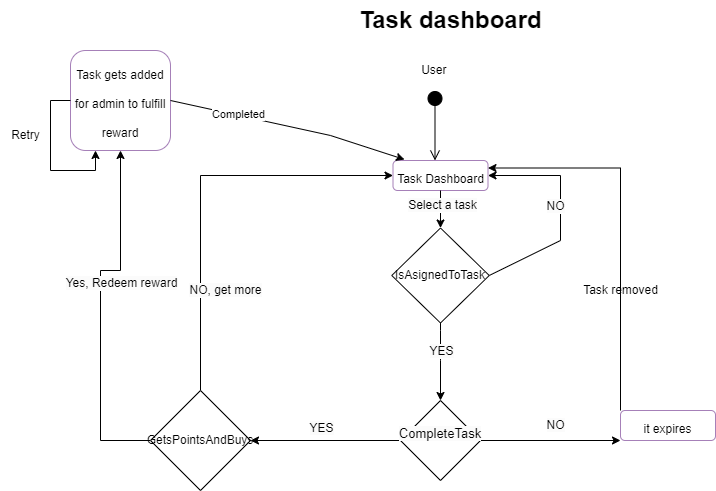 Task dashboard
User
Task gets added
for admin to fulfill
reward
Completed
Retry
Task Dashboard
Select a task
NO
IsAsignedToTask
Yes, Redeem reward
NO, get more
Task removed
YES
GetsPointsAndBuys
YES
CompleteTask
NO
it expires